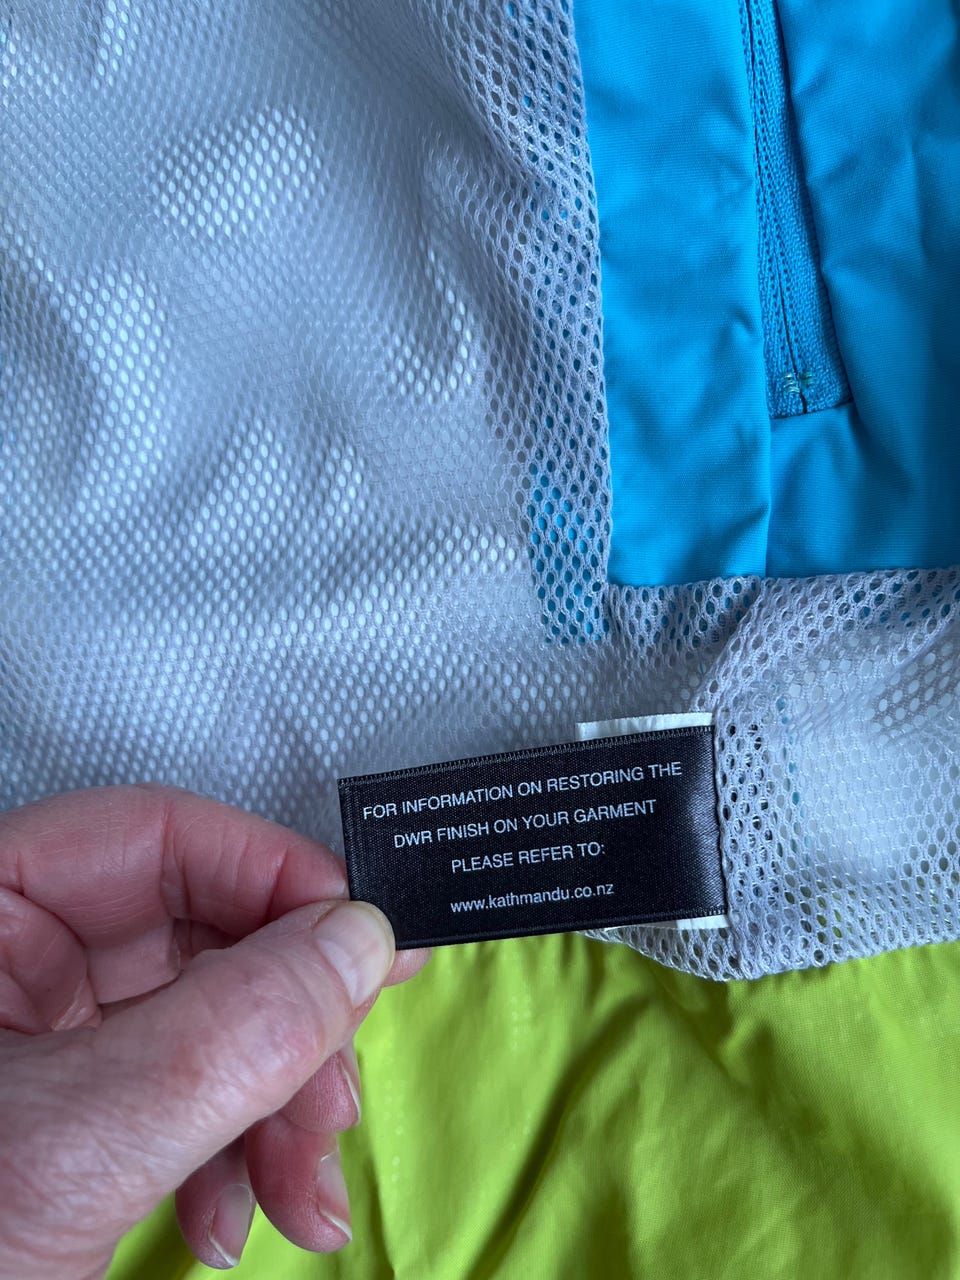 FOR INFORMATION ON RESTORING THE
DWR FINISH ON YOUR GARMENT
PLEASE REFER TO:
www.kathmandu.co.nz